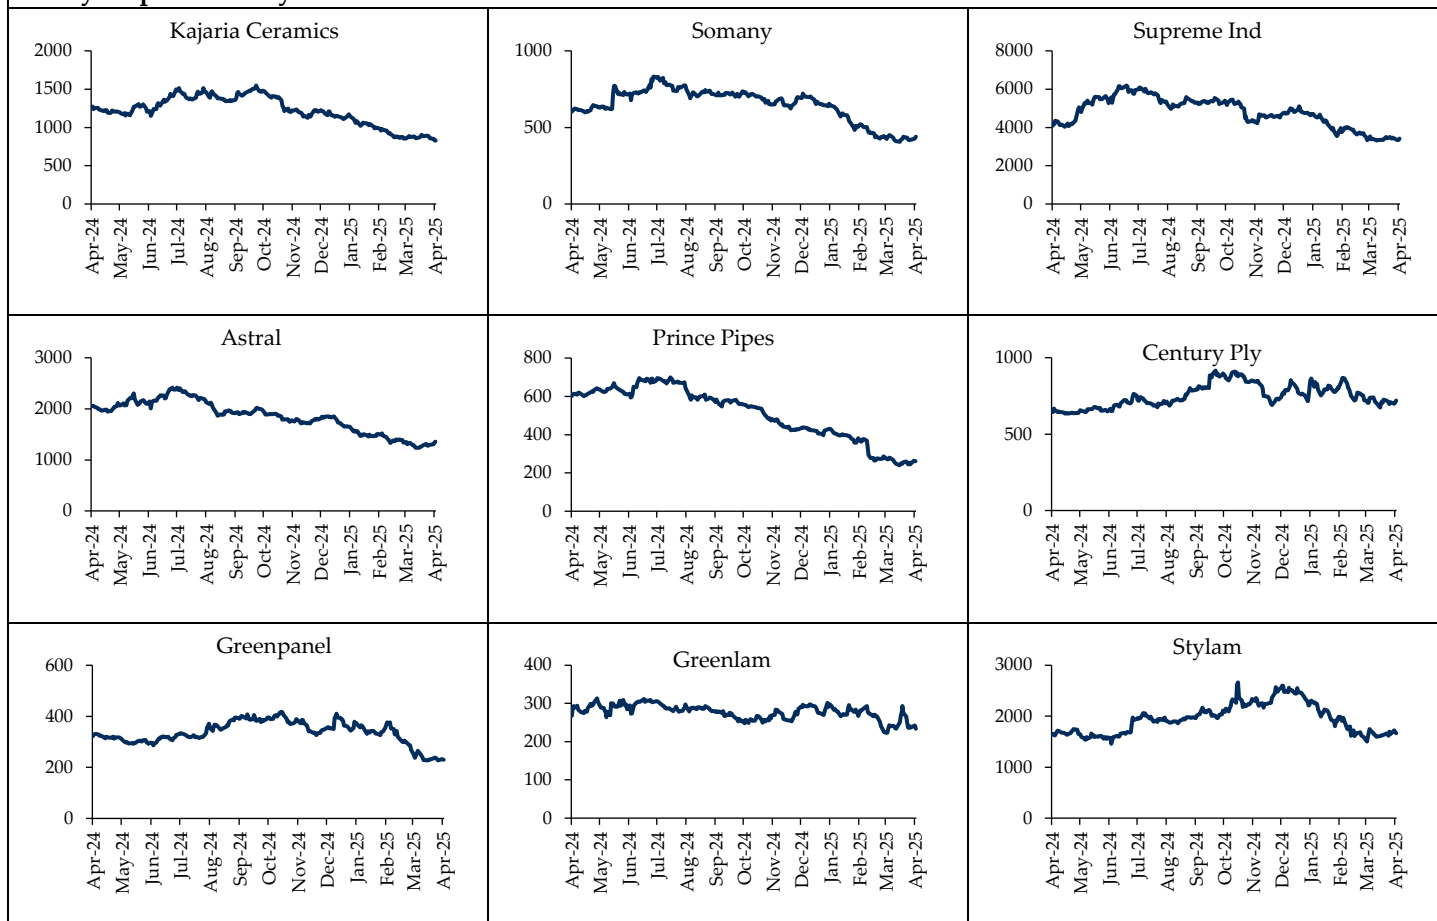 Kajaria Ceramics
2000
1500
1000
500
0
Apr-24
May-24
Jun-24
Jul-24
Aug-24
Sep-24
Oct-24
Nov-24
Dec-24
Jan-25
Feb-25
Mar-25
Apr-25
Somany
1000
500
0
Apr-24
May-24
Jun-24
Jul-24
Aug-24
Sep-24
Oct-24
Nov-24
Dec-24
Jan-25
Feb-25
Mar-25
Apr-25
Supreme Ind
8000
6000
4000
2000
0
Apr-24
May-24
Jun-24
Jul-24
Aug-24
Sep-24
Oct-24
Nov-24
Dec-24
Jan-25
Feb-25
Mar-25
Apr-25
Astral
3000
2000
1000
0
Apr-24
May-24
Jun-24
Jul-24
Aug-24
Sep-24
Oct-24
Nov-24
Dec-24
Jan-25
Feb-25
Mar-25
Apr-25
Prince Pipes
800
600
400
200
0
Apr-24
May-24
Jun-24
Jul-24
Aug-24
Sep-24
Oct-24
Nov-24
Dec-24
Jan-25
Feb-25
Mar-25
Apr-25
Century Ply
1000
500
0
Apr-24
May-24
Jun-24
Jul-24
Aug-24
Sep-24
Oct-24
Nov-24
Dec-24
Jan-25
Feb-25
Mar-25
Apr-25
Greenpanel
600
400
200
0
Apr-24
May-24
Jun-24
Jul-24
Aug-24
Sep-24
Oct-24
Nov-24
Dec-24
Jan-25
Feb-25
Mar-25
Apr-25
Greenlam
400
300
200
100
0
Apr-24
May-24
Jun-24
Jul-24
Aug-24
Sep-24
Oct-24
Nov-24
Dec-24
Jan-25
Feb-25
Mar-25
Apr-25
Stylam
3000
2000
1000
0
Apr-24
May-24
Jun-24
Jul-24
Aug-24
Sep-24
Oct-24
Nov-24
Dec-24
Jan-25
Feb-25
Mar-25
Apr-25